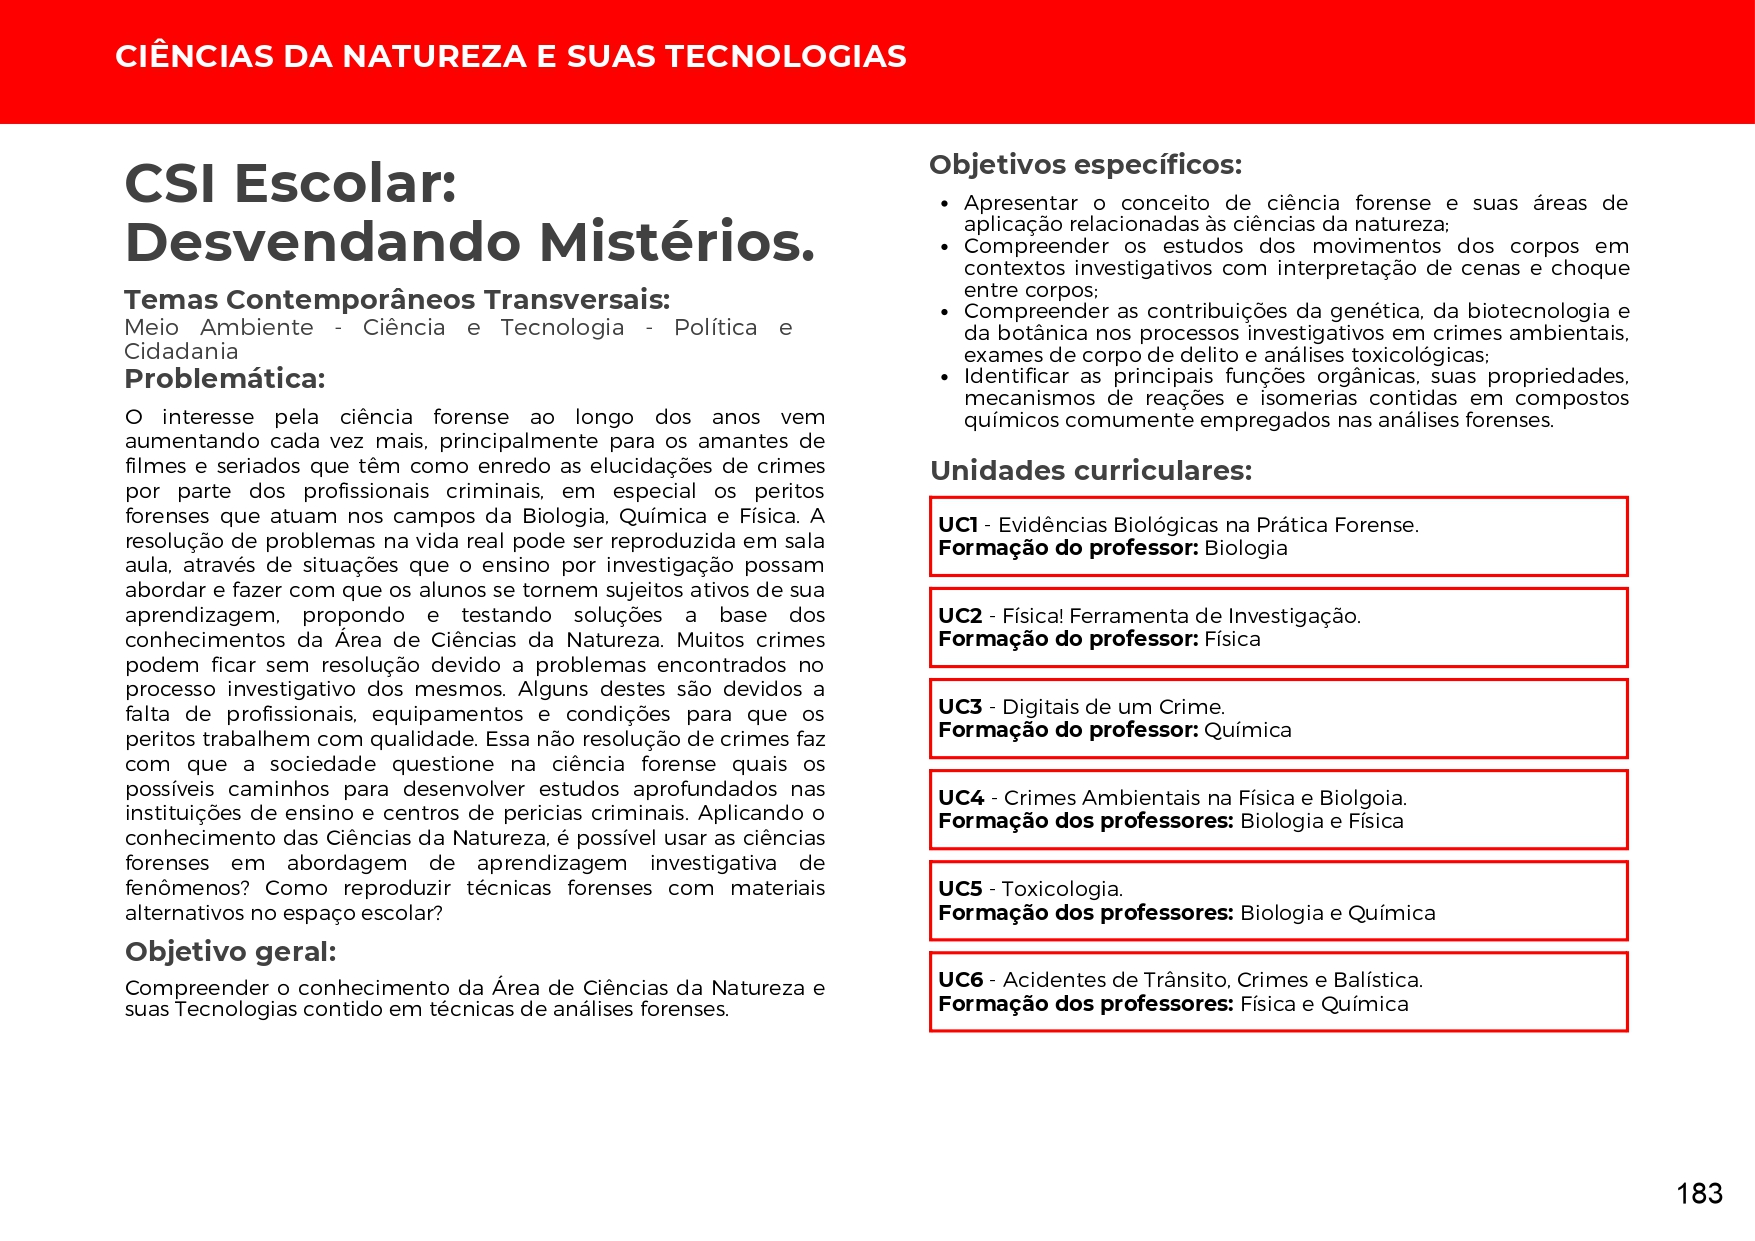 CIÊNCIAS DA NATUREZA E SUAS TECNOLOGIAS
CSI Escolar:
Desvendando Mistérios.
Temas Contemporâneos Transversais:
Meio Ambiente - Ciência e Tecnologia - Política e
Cidadania
Problemática:
O interesse pela ciência forense ao longo dos anos vem
aumentando cada vez mais, principalmente para os amantes de
filmes e seriados que têm como enredo as elucidações de crimes
por parte dos profissionais criminais, em especial os peritos
forenses que atuam nos campos da Biologia, Química e Física. A
resolução de problemas na vida real pode ser reproduzida em sala
aula, através de situações que o ensino por investigação possam
abordar e fazer com que os alunos se tornem sujeitos ativos de sua
aprendizagem, propondo e testando soluções a base dos
conhecimentos da Área de Ciências da Natureza. Muitos crimes
podem ficar sem resolução devido a problemas encontrados no
processo investigativo dos mesmos. Alguns destes são devidos a
falta de profissionais, equipamentos e condições para que os
peritos trabalhem com qualidade. Essa não resolução de crimes faz
com que a sociedade questione na ciência forense quais os
possíveis caminhos para desenvolver estudos aprofundados nas
instituições de ensino e centros de pericias criminais. Aplicando o
conhecimento das Ciências da Natureza, é possível usar as ciências
forenses em abordagem de aprendizagem investigativa de
fenômenos? Como reproduzir técnicas forenses com materiais
alternativos no espaço escolar?
Objetivo geral:
Compreender o conhecimento da Área de Ciências da Natureza e
suas Tecnologias contido em técnicas de análises forenses.
Objetivos específicos:
• Apresentar o conceito de ciência forense e suas áreas de
aplicação relacionadas às ciências da natureza;
• Compreender os estudos dos movimentos dos corpos em
contextos investigativos com interpretação de cenas e choque
entre corpos;
• Compreender as contribuições da genética, da biotecnologia e
da botânica nos processos investigativos em crimes ambientais,
exames de corpo de delito e análises toxicológicas;
• Identificar as principais funções orgânicas, suas propriedades,
mecanismos de reações e isomerias contidas em compostos
químicos comumente empregados nas análises forenses.
Unidades curriculares:
UC1 - Evidências Biológicas na Prática Forense.
Formação do professor: Biologia
UC2 - Física! Ferramenta de Investigação.
Formação do professor: Física
UC3 - Digitais de um Crime.
Formação do professor: Química
UC4 - Crimes Ambientais na Física e Biolgoia.
Formação dos professores: Biologia e Física
UC5 - Toxicologia.
Formação dos professores: Biologia e Química
UC6 - Acidentes de Trânsito, Crimes e Balística.
Formação dos professores: Física e Química
183